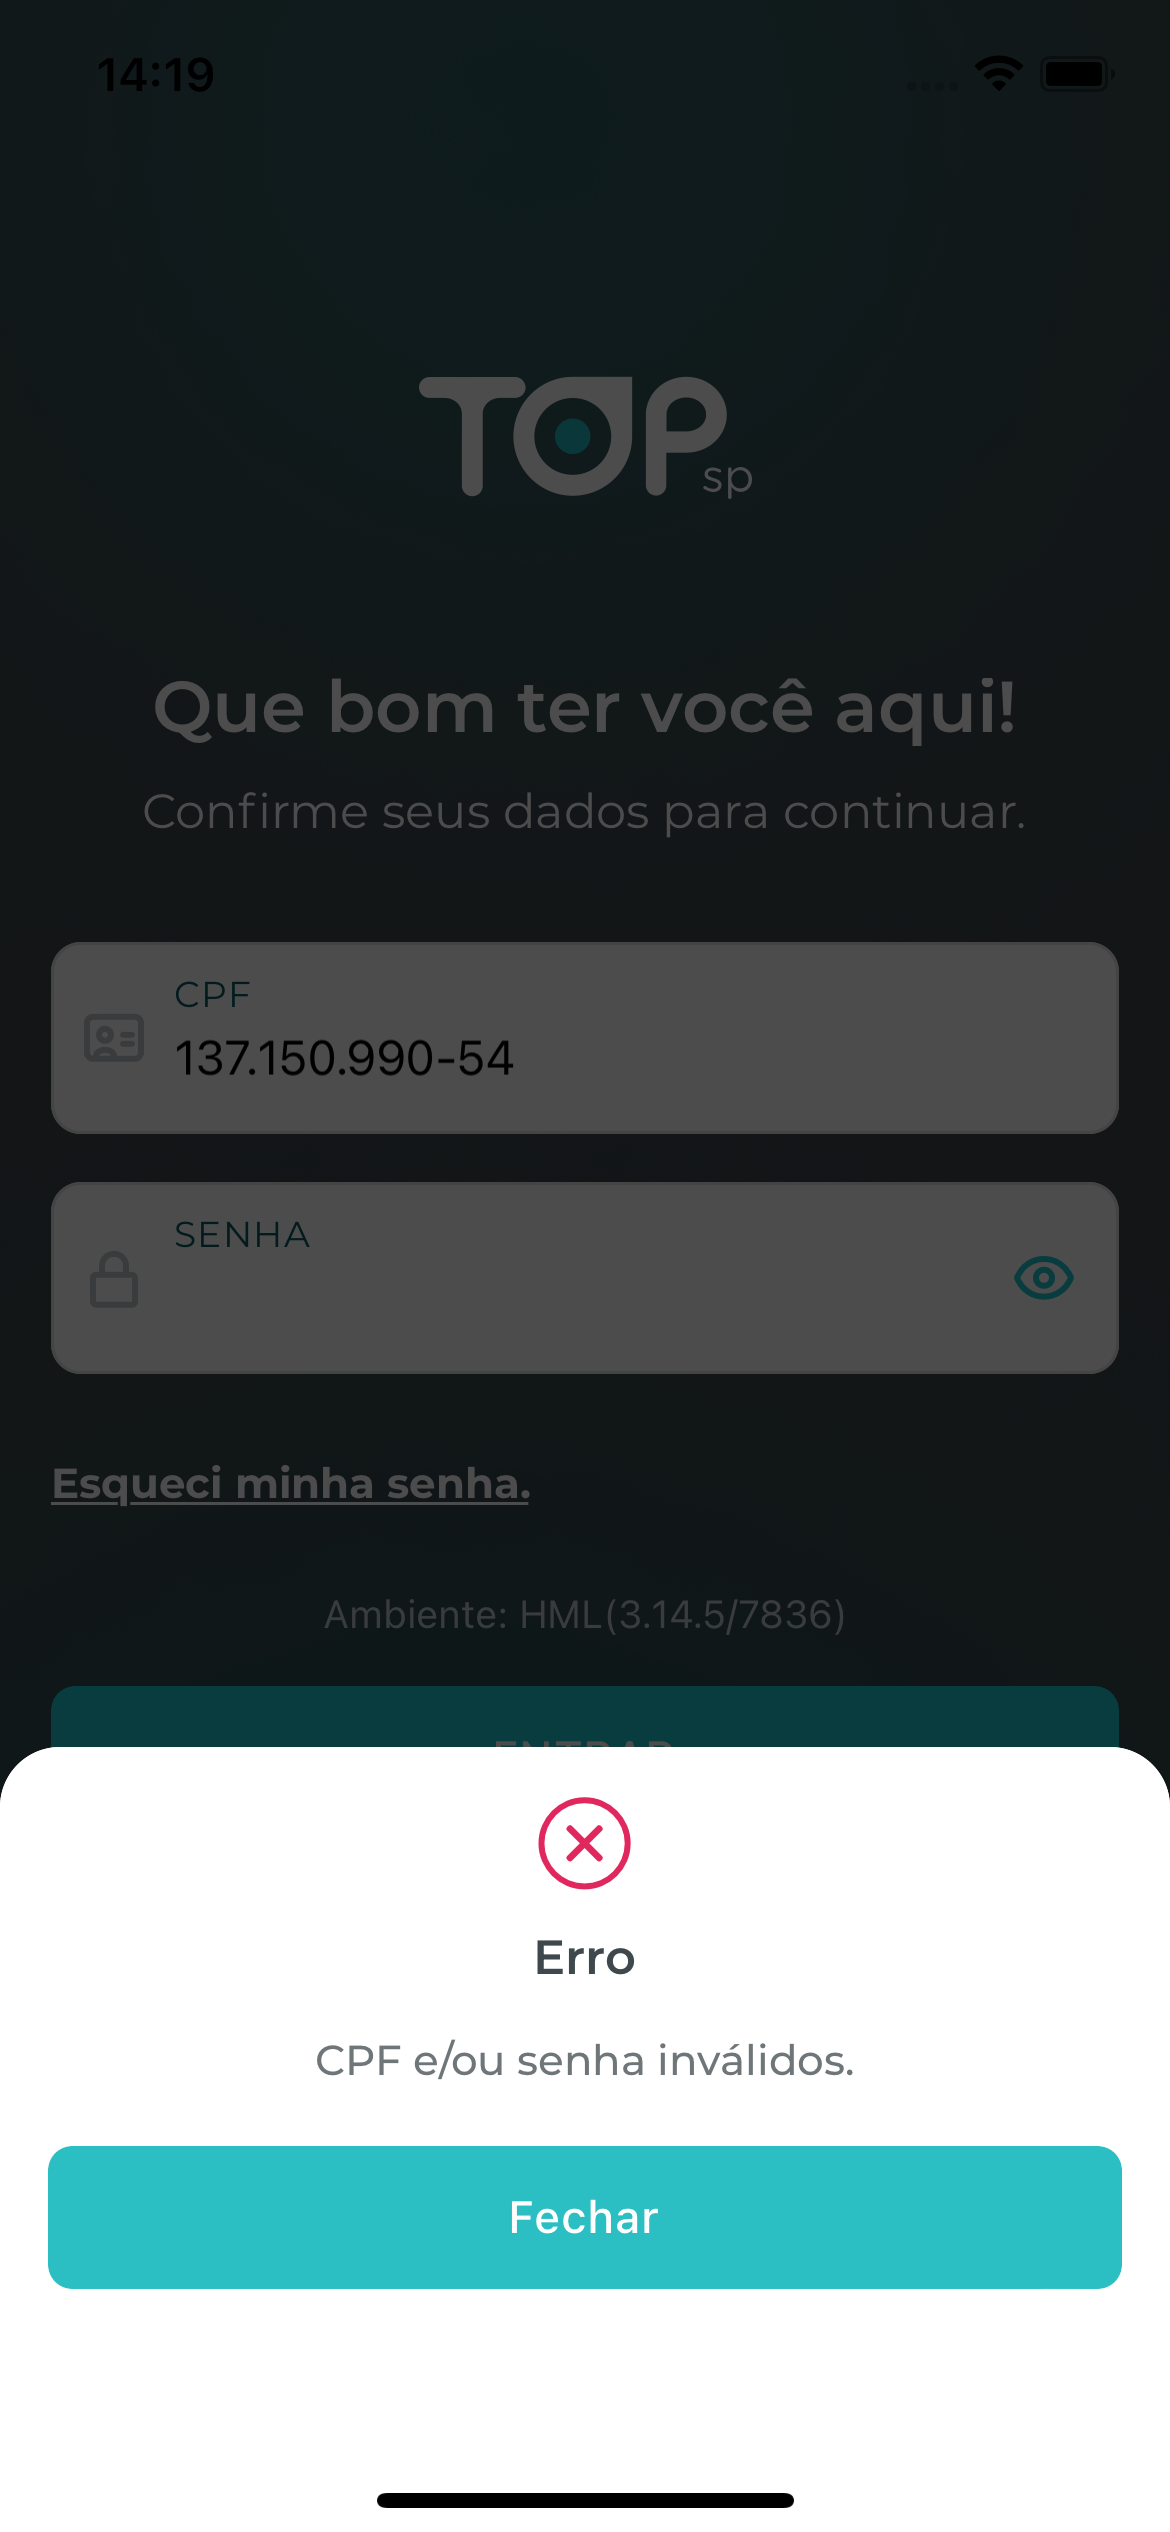 14:19
TOP
sp
Que bom ter você aqui!
Confirme seus dados para continuar.
CPF
137.150.990-54
SENHA
Esqueci minha senha.
Ambiente: HML(3.14.5/7836)
ENTRAR
Erro
CPF e/ou senha inválidos.
Fechar